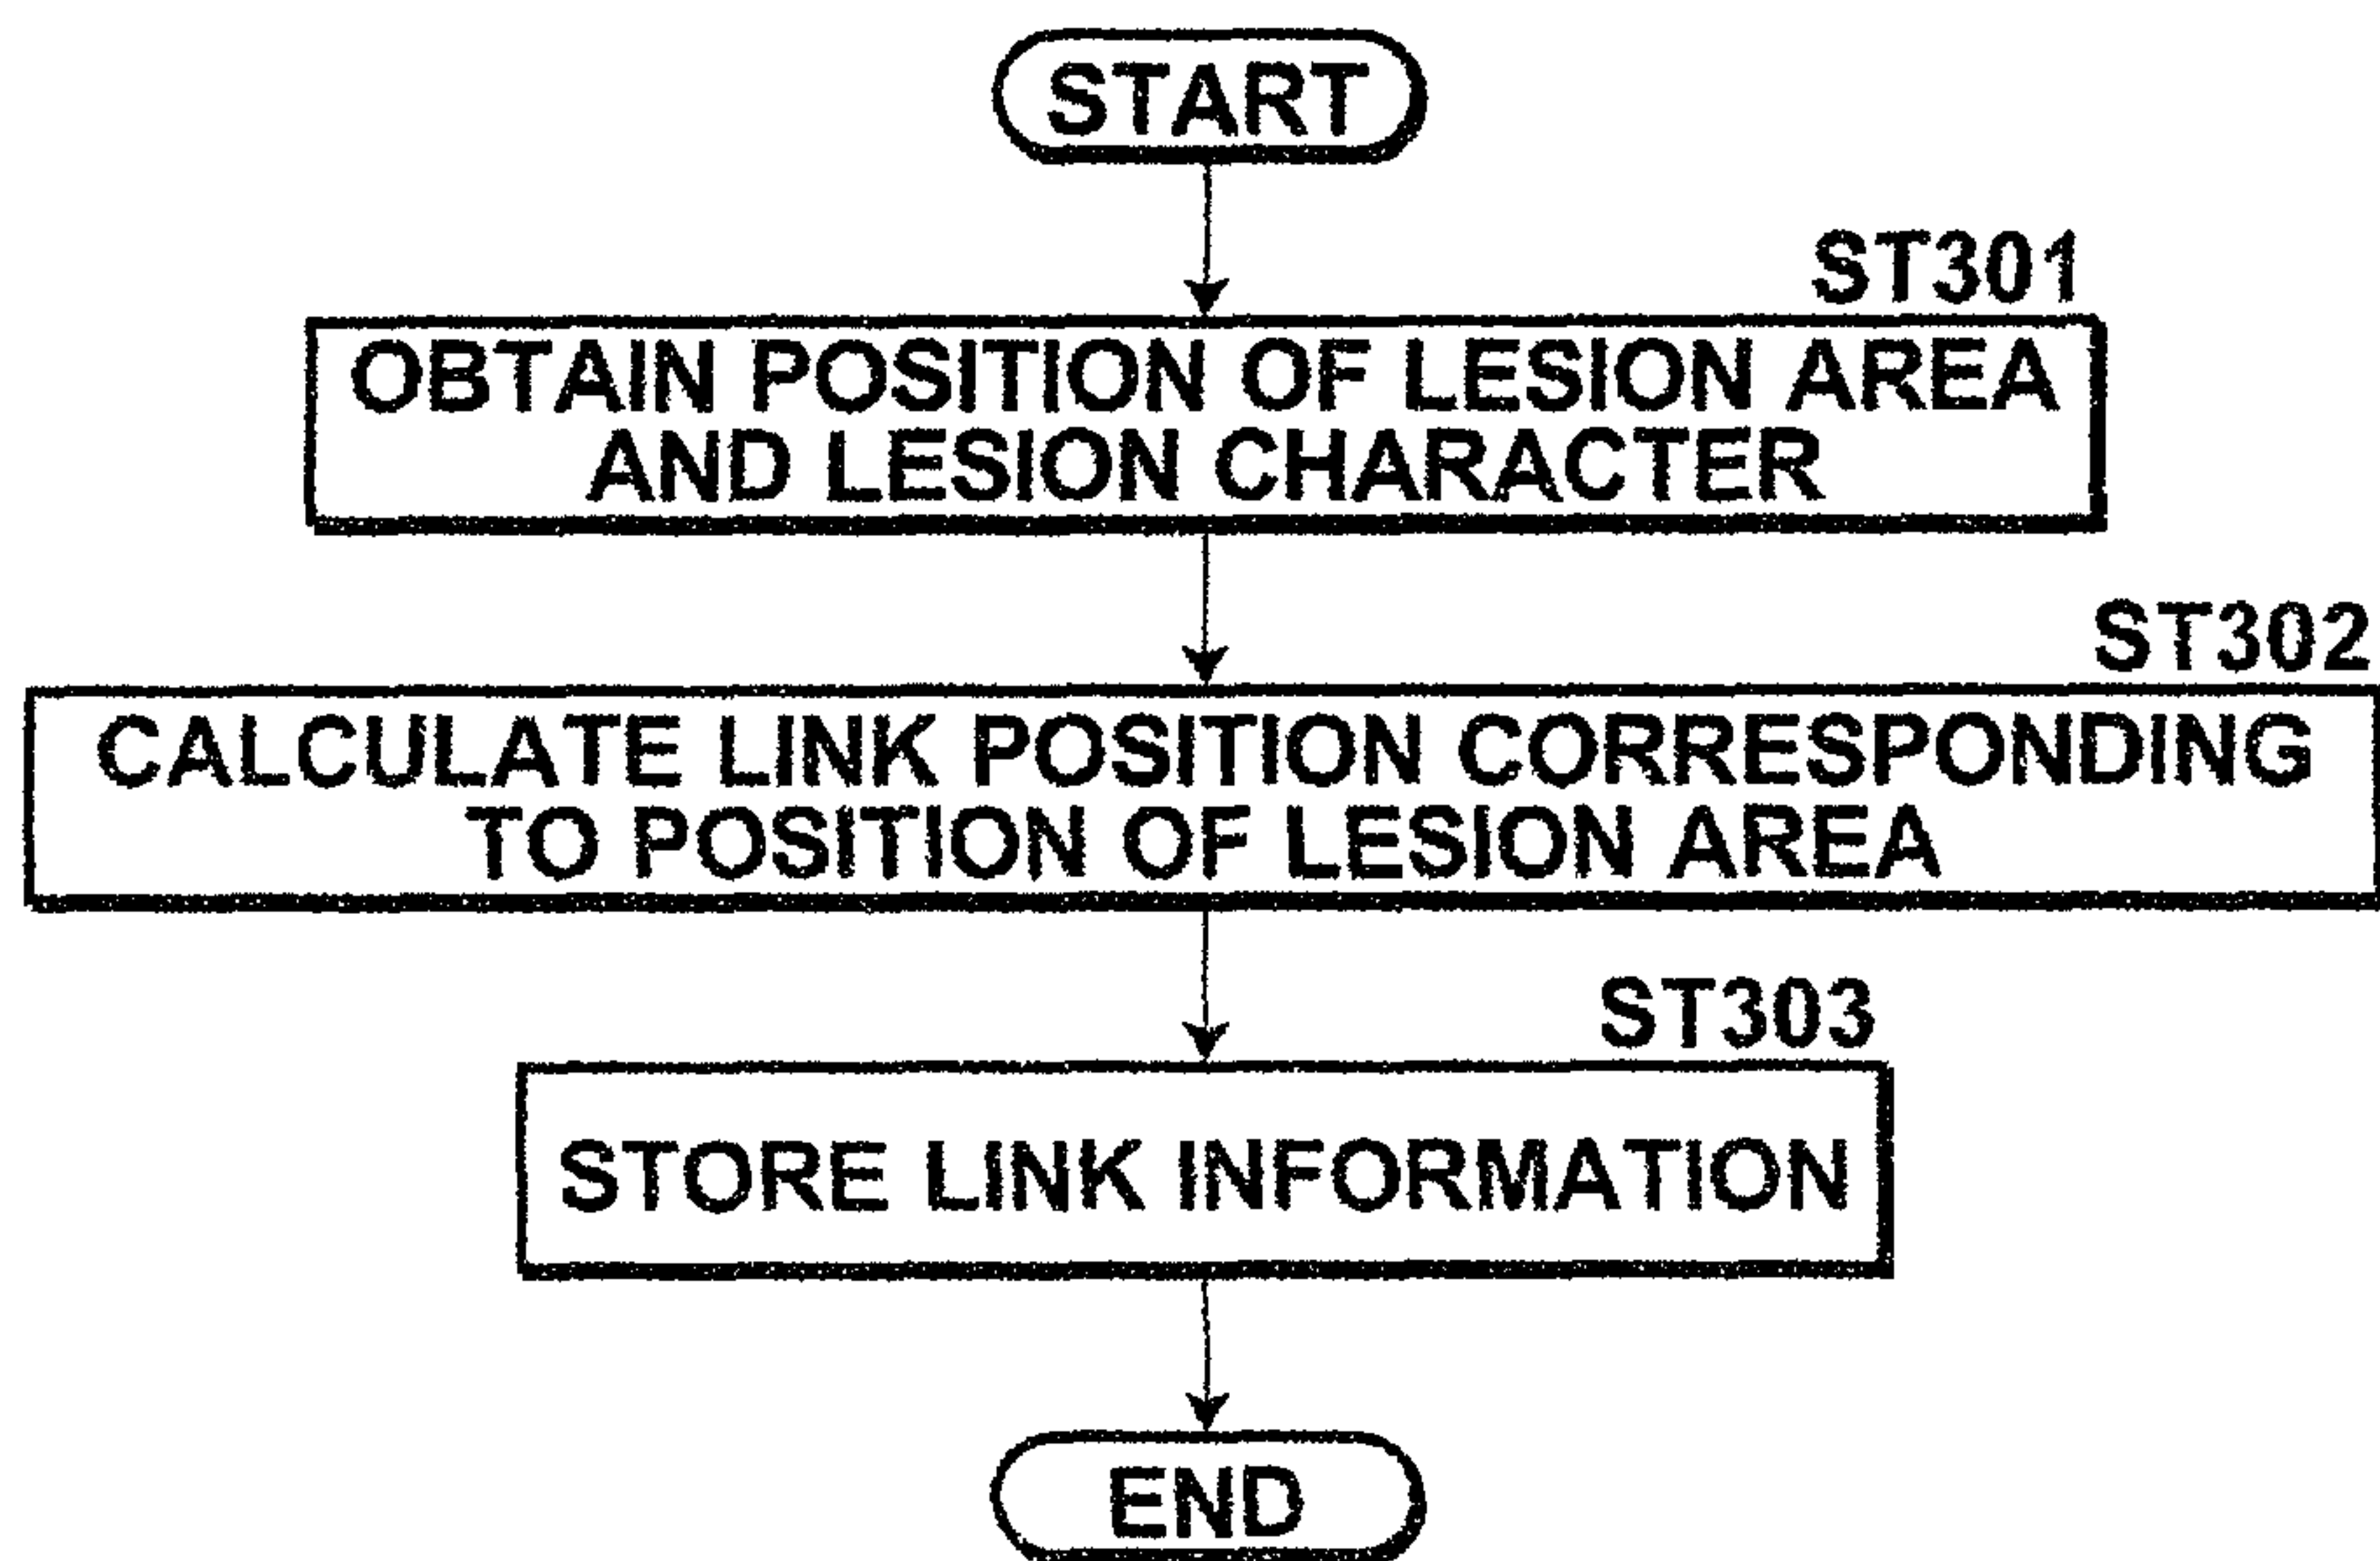 START
ST301
OBTAIN POSITION OF LESION AREA
AND LESION CHARACTER
ST302
CALCULATE LINK POSITION CORRESPONDING
TO POSITION OF LESION AREA
ST303
STORE LINK INFORMATION
END